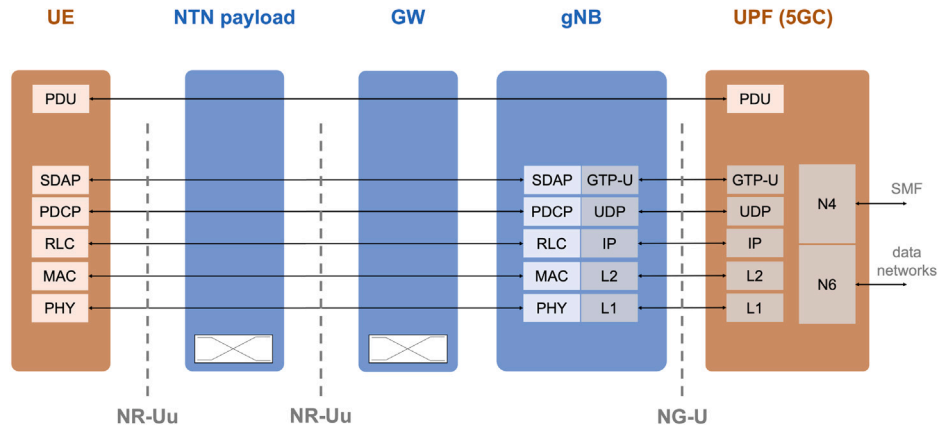 UE NTN payload GW gNB UPF (5GC)
PDU PDU
SDAP SDAP GTP-U GTP-U
PDCP PDCP UDP UDP
RLC RLC IP IP
MAC MAC L2 L2
PHY PHY L1 L1
N4
SMF
N6
data
networks
NR-Uu NR-Uu NG-U